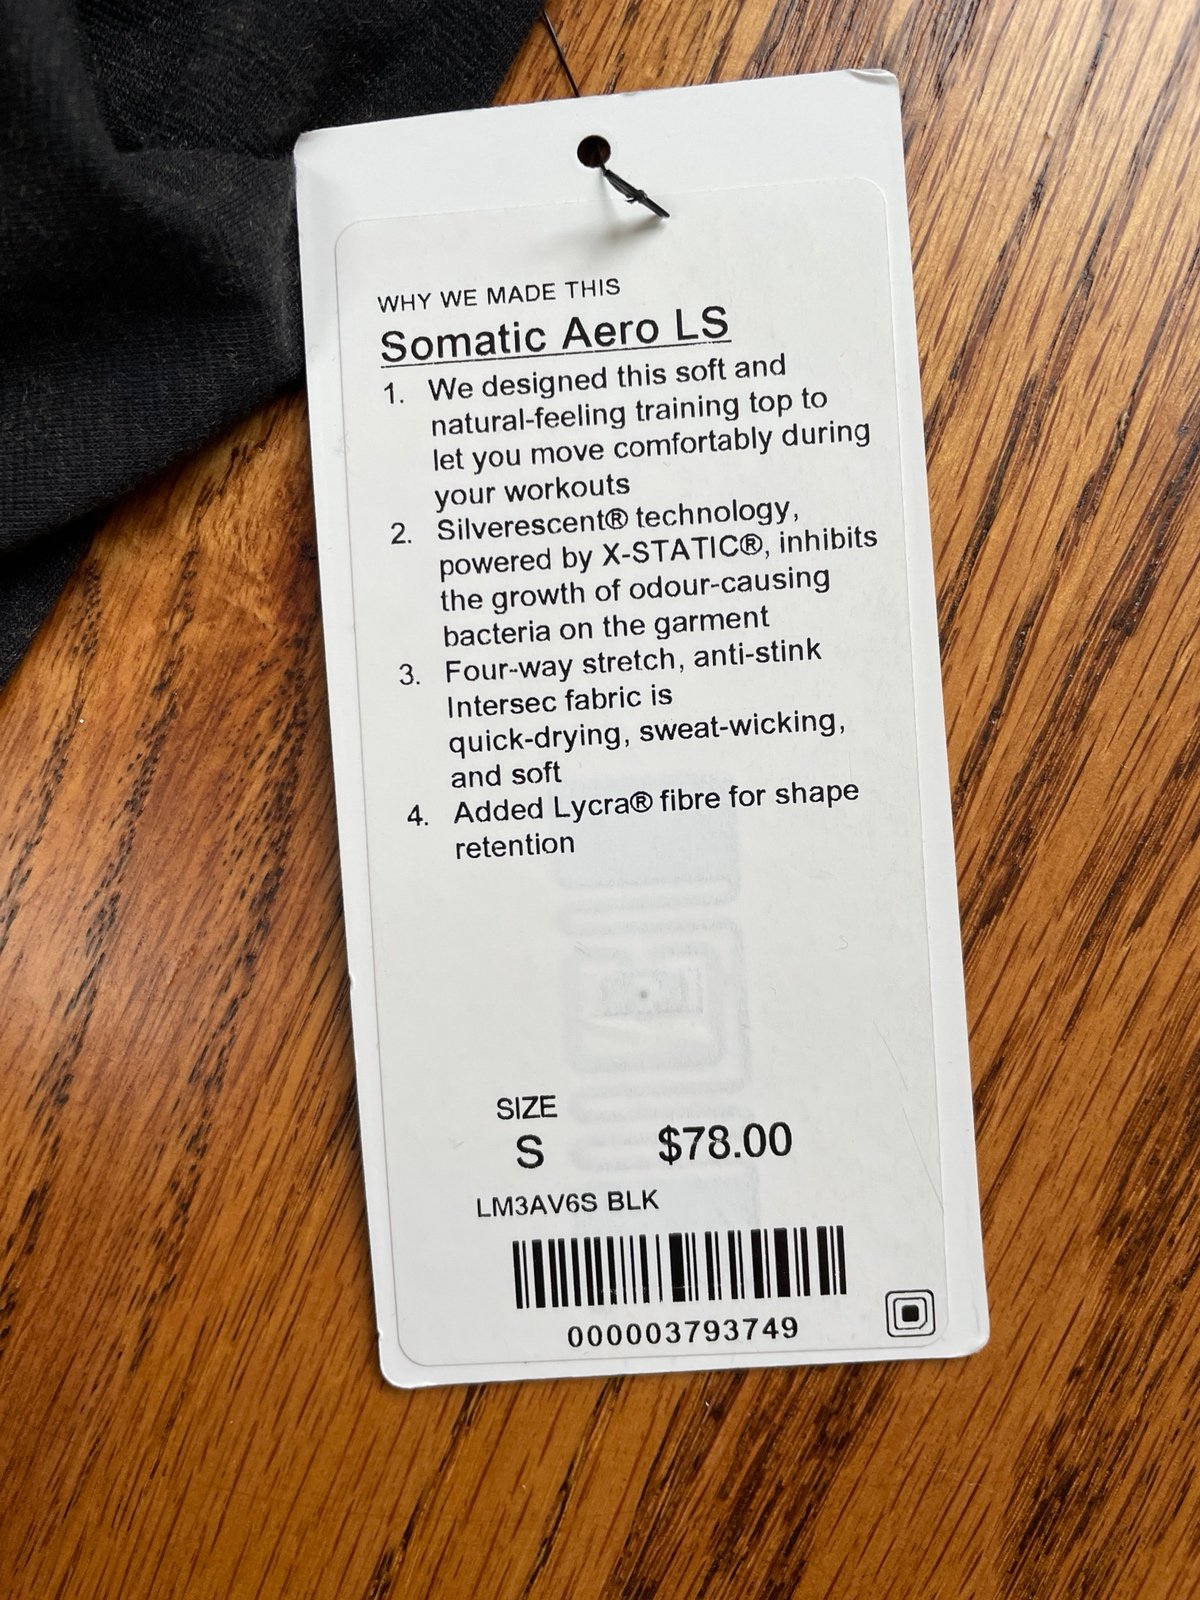 WHY WE MADE THIS
Somatic Aero LS
1. We designed this soft and
natural-feeling training top to
let you move comfortably during
your workouts
2. Silverescent® technology,
powered by X-STATIC®, inhibits
the growth of odour-causing
bacteria on the garment
3. Four-way stretch, anti-stink
Intersec fabric is
quick-drying, sweat-wicking,
and soft
4. Added Lycra® fibre for shape
retention
SIZE
S $78.00
LM3AV6S BLK
000003793749